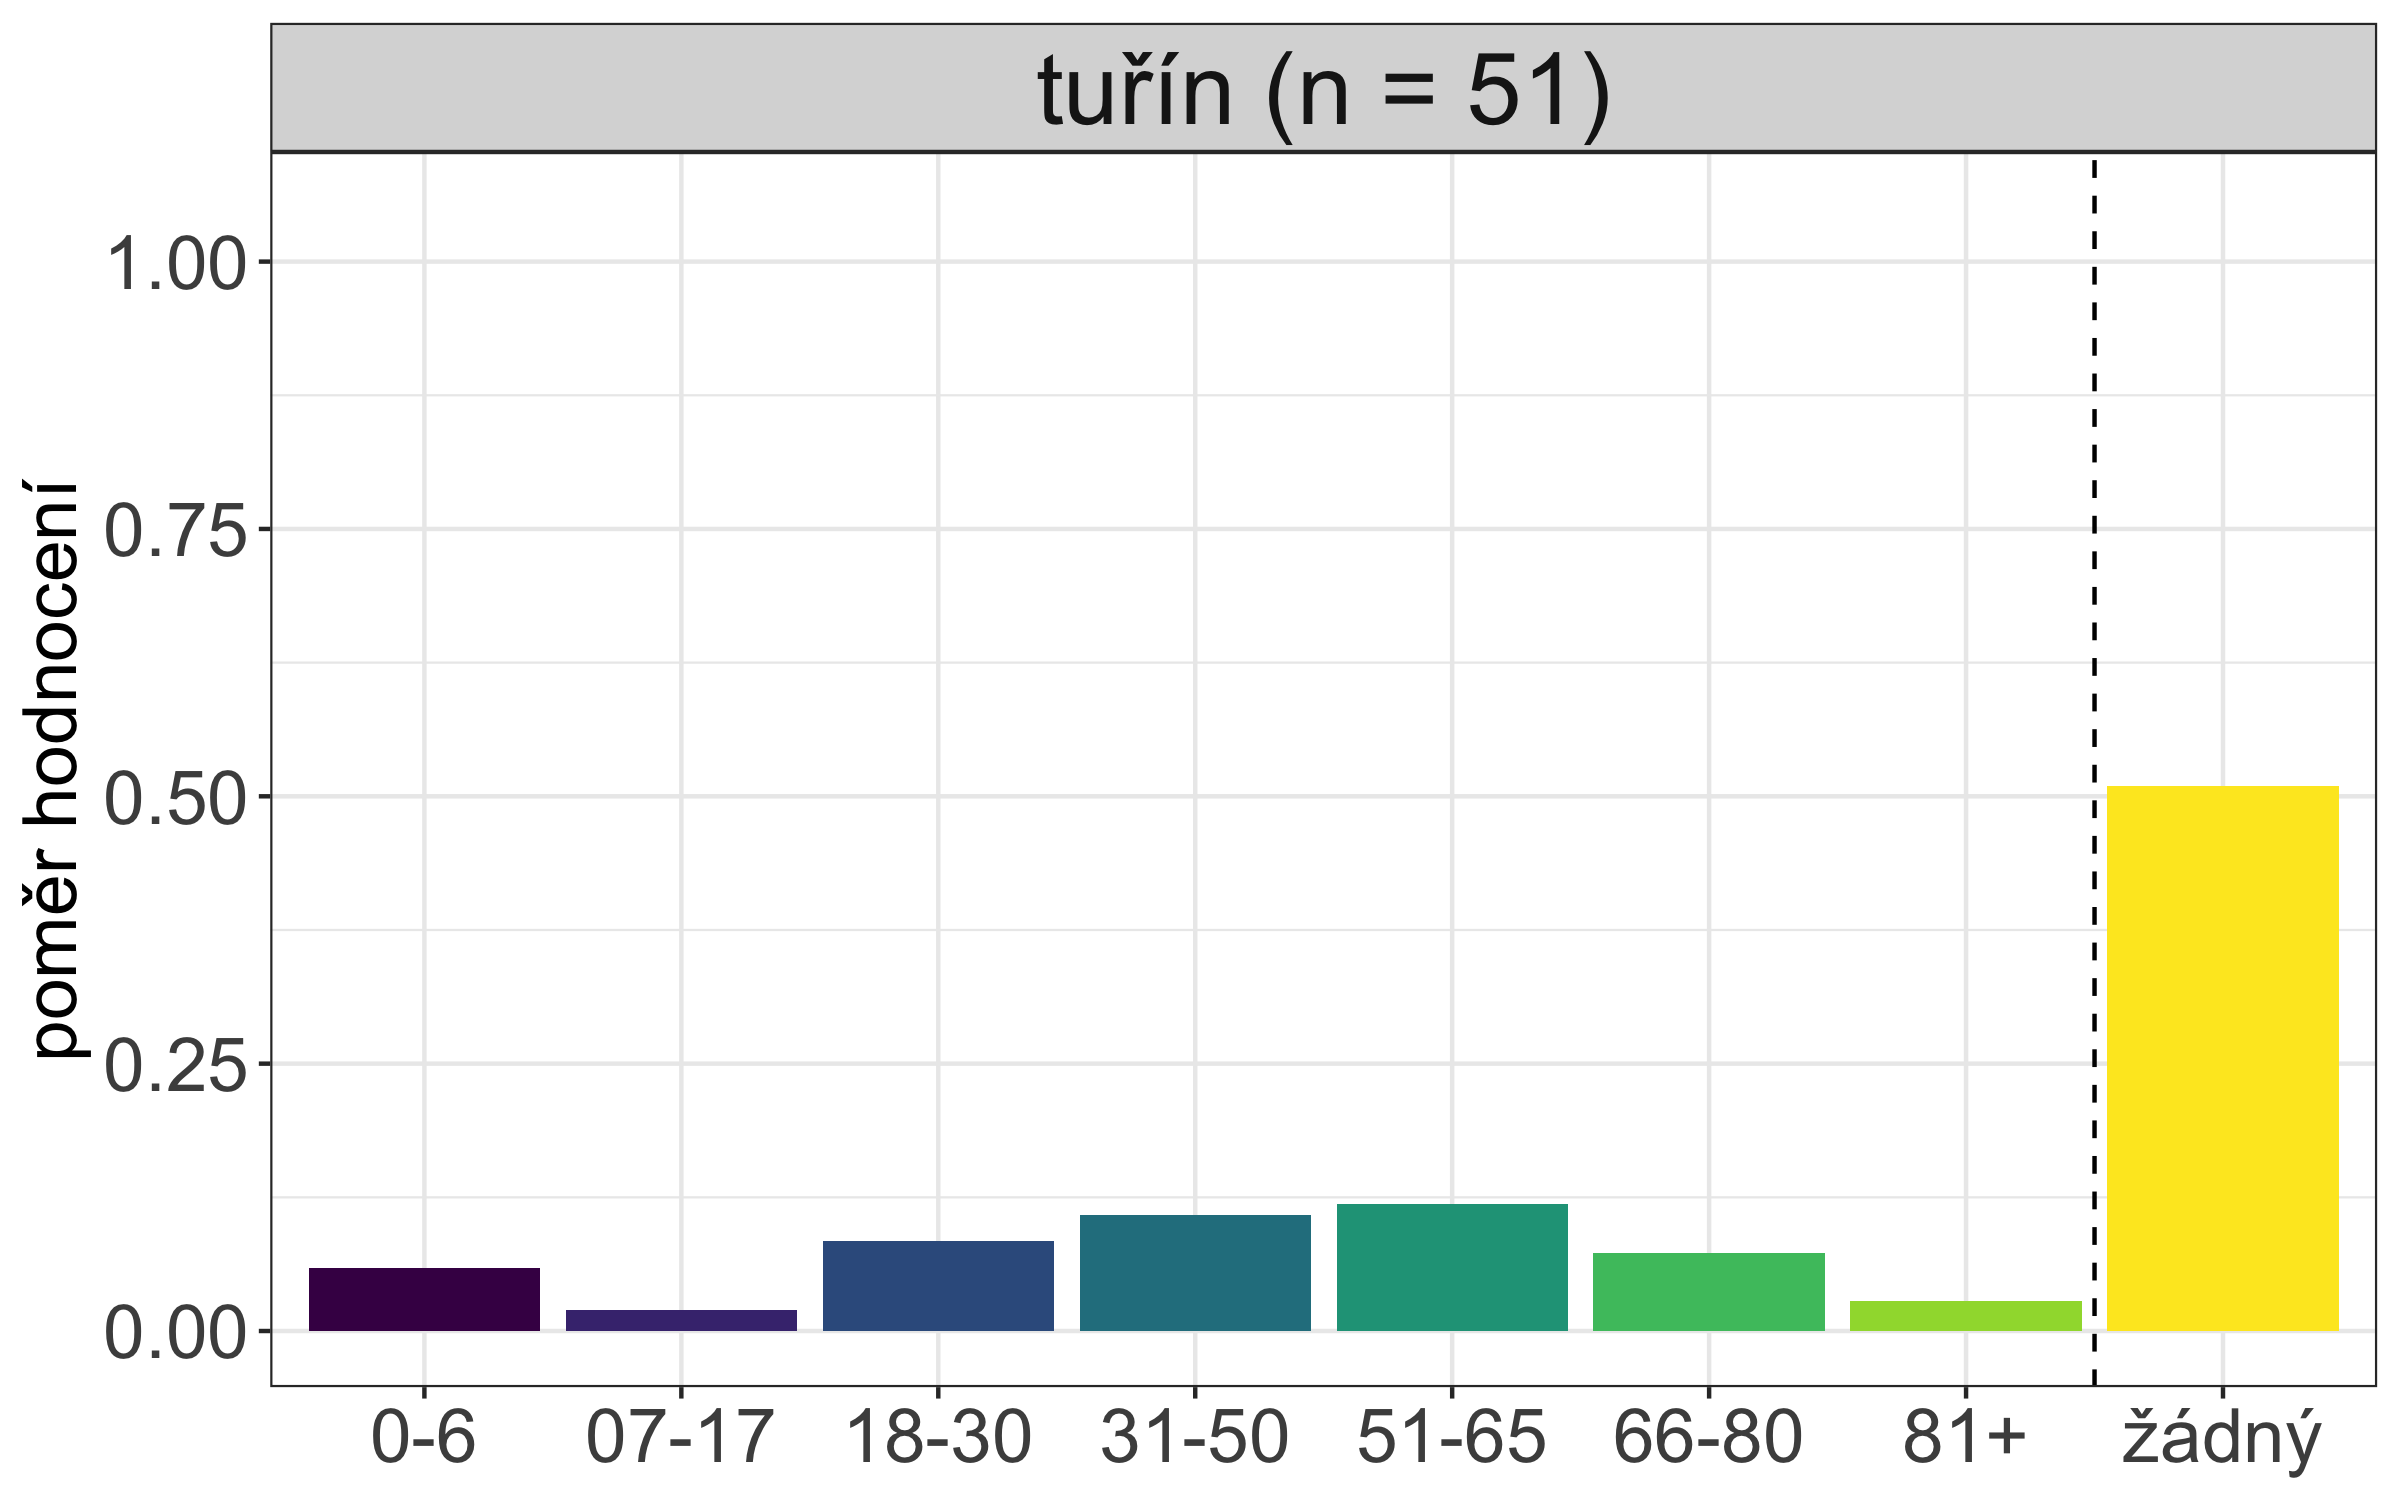 tuřín (n = 51)
poměr hodnocení
1.00
0.75
0.50
0.25
0.00
0-6 07-17 18-30 31-50 51-65 66-80 81+ žádný